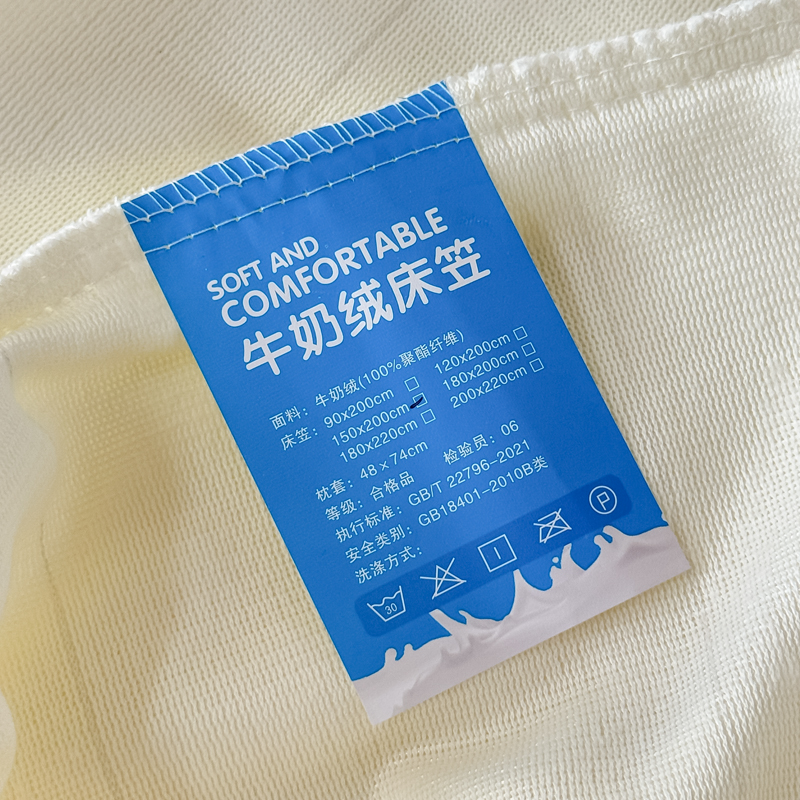 SOFT AND
COMFORTABLE
牛奶绒床笠
面料：牛奶绒(100%聚酯纤维)
床笠：90x200cm □ 120x200cm □
150x200cm ☑ 180x200cm □
180x220cm □ 200x220cm □
枕套：48×74cm
等级：合格品 检验员：06
执行标准：GB/T 22796-2021
安全类别：GB18401-2010B类
洗涤方式：
30
P